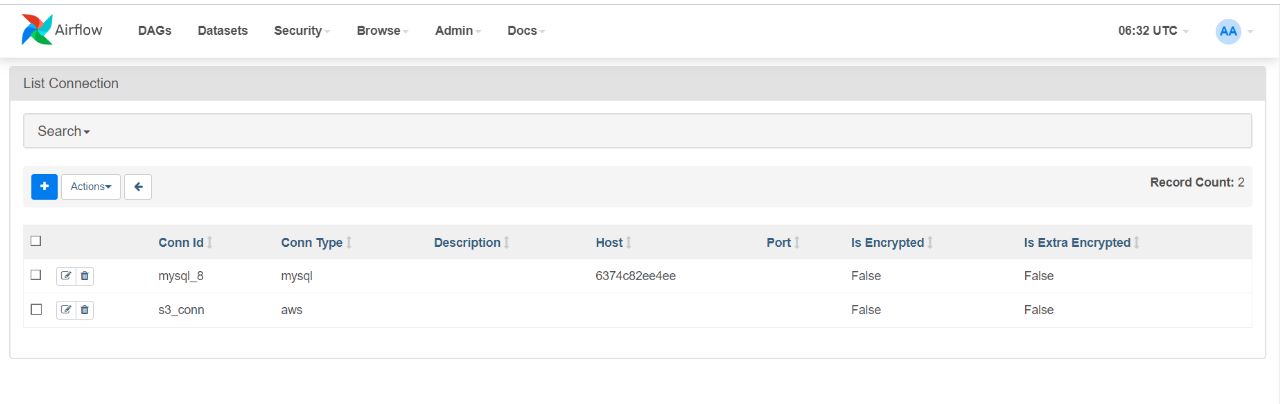 Airflow DAGs Datasets Security Browse Admin Docs 06:32 UTC AA
List Connection
Search
+ Actions Record Count: 2
Conn Id Conn Type Description Host Port Is Encrypted Is Extra Encrypted
mysql_8 mysql 6374c82ee4ee False False
s3_conn aws False False